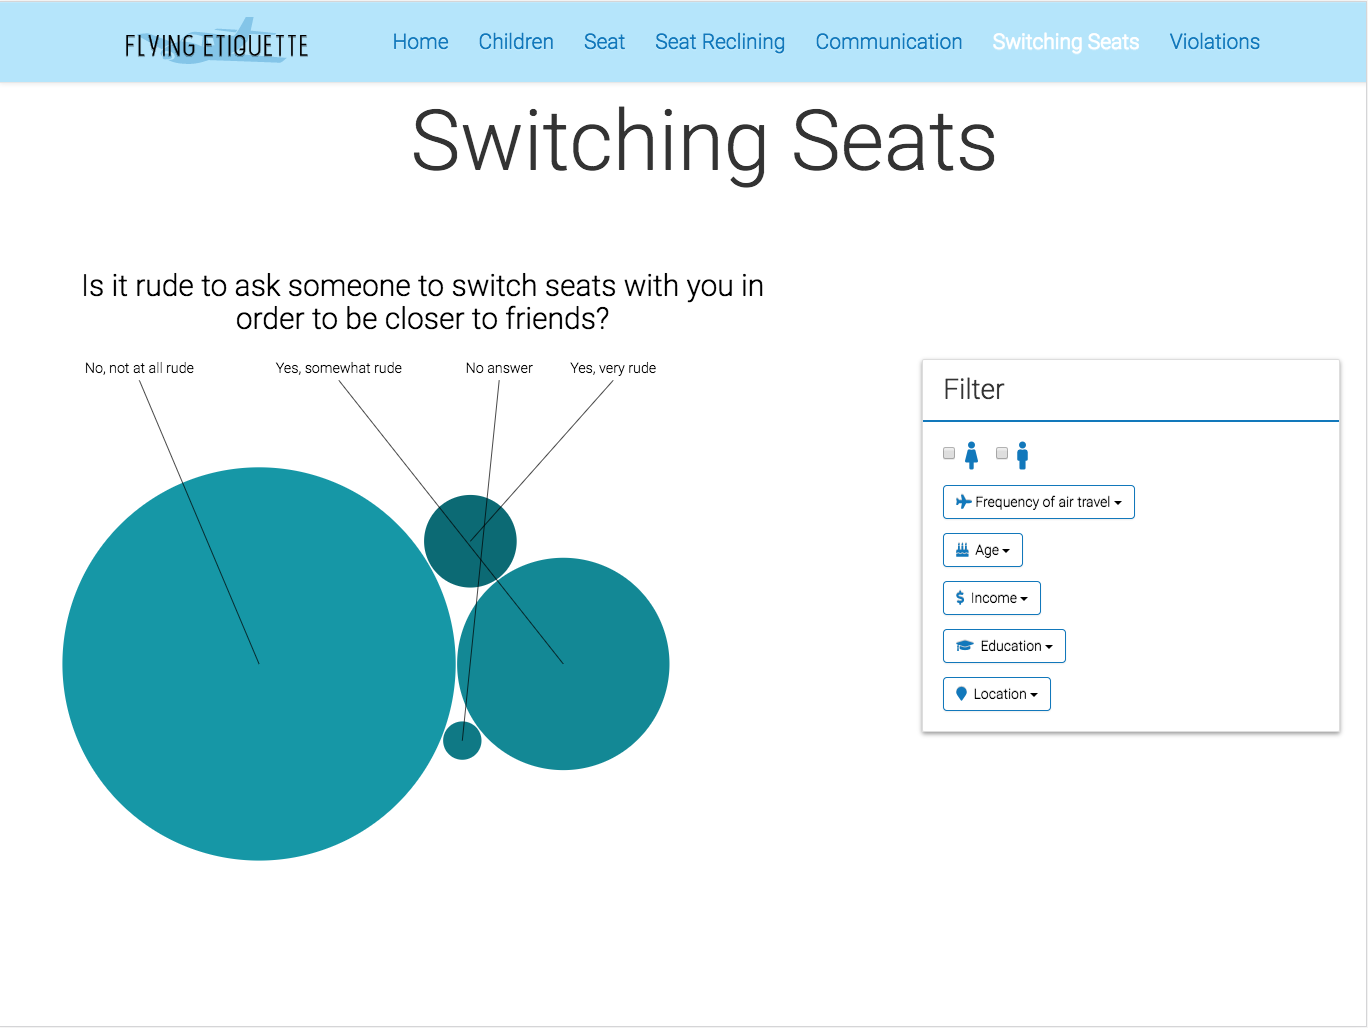 FLYING ETIQUETTE
Home Children Seat Seat Reclining Communication Switching Seats Violations
Switching Seats
Is it rude to ask someone to switch seats with you in
order to be closer to friends?
No, not at all rude Yes, somewhat rude No answer Yes, very rude
Filter
Frequency of air travel
Age
Income
Education
Location